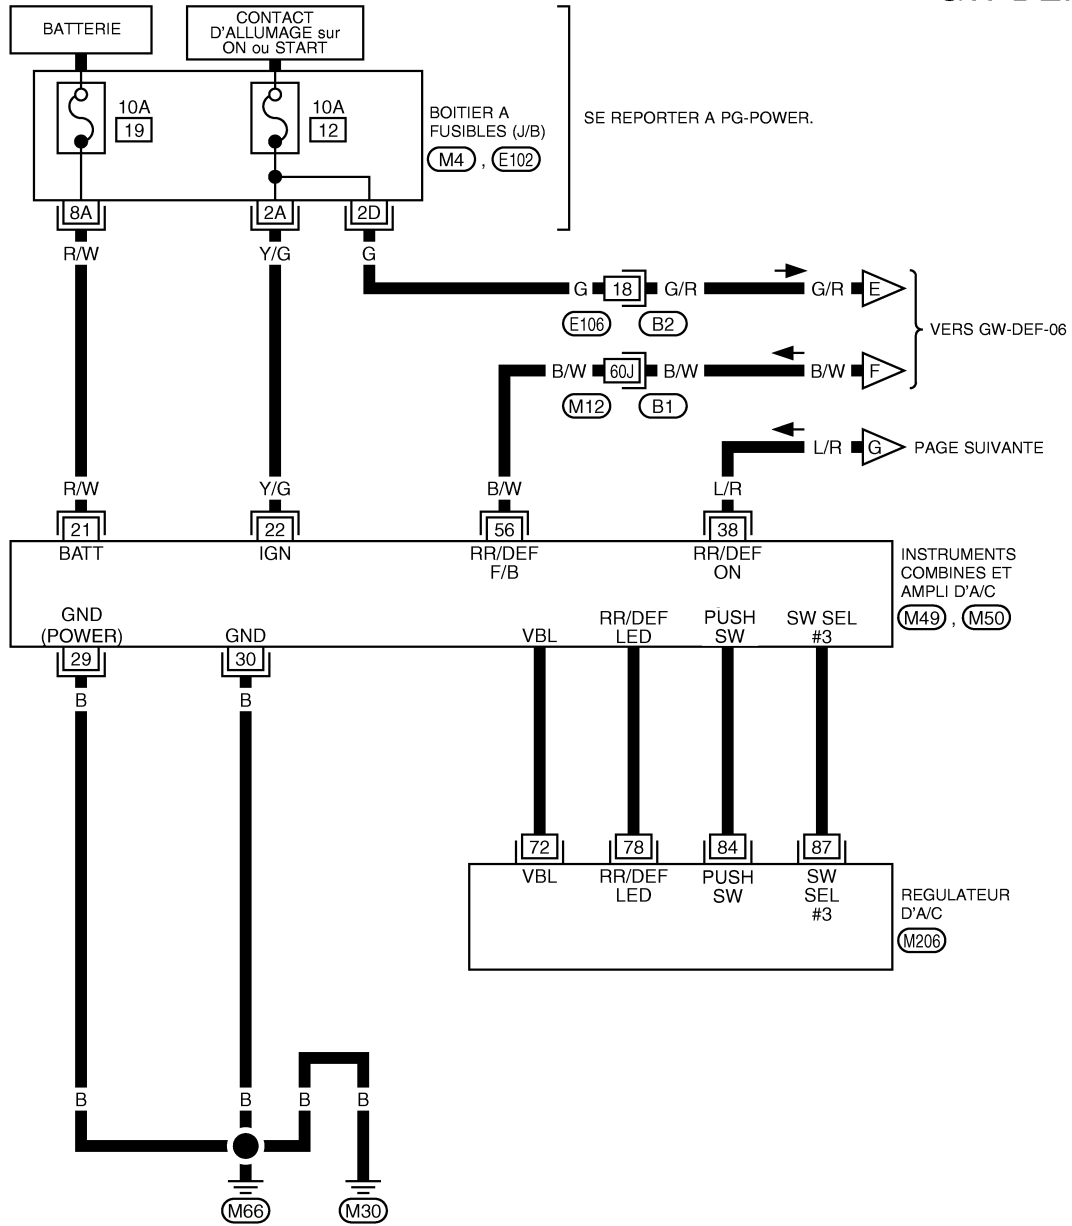 BATTERIE
CONTACT
D'ALLUMAGE sur
ON ou START
10A
19
10A
12
BOITIER A
FUSIBLES (J/B)
M4 , E102
SE REPORTER A PG-POWER.
8A
2A
2D
R/W
Y/G
G
G
18
G/R
G/R
E
E106
B2
VERS GW-DEF-06
B/W
60J
B/W
B/W
F
M12
B1
L/R
G
PAGE SUIVANTE
R/W
Y/G
B/W
L/R
21
22
56
38
BATT
IGN
RR/DEF
F/B
RR/DEF
ON
INSTRUMENTS
COMBINES ET
AMPLI D'A/C
M49 , M50
GND
(POWER)
GND
VBL
RR/DEF
LED
PUSH
SW
SW SEL
#3
29
30
B
B
72
78
84
87
VBL
RR/DEF
LED
PUSH
SW
SW
SEL
#3
REGULATEUR
D'A/C
M206
B
B
B
B
M66
M30